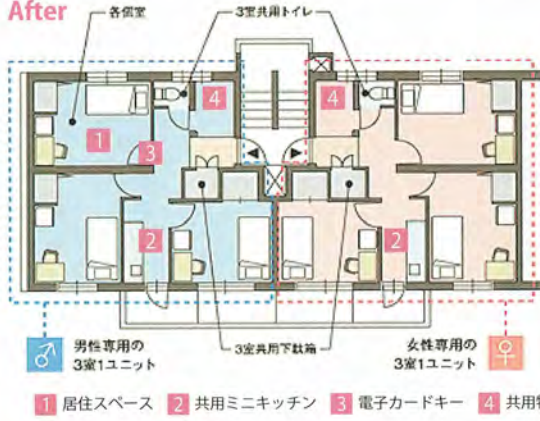 After
各個室
3室共用トイレ
4
4
1
3
2
2
3室共用下駄箱
男性専用の
3室1ユニット
女性専用の
3室1ユニット
1 居住スペース 2 共用ミニキッチン 3 電子カードキー 4 共用